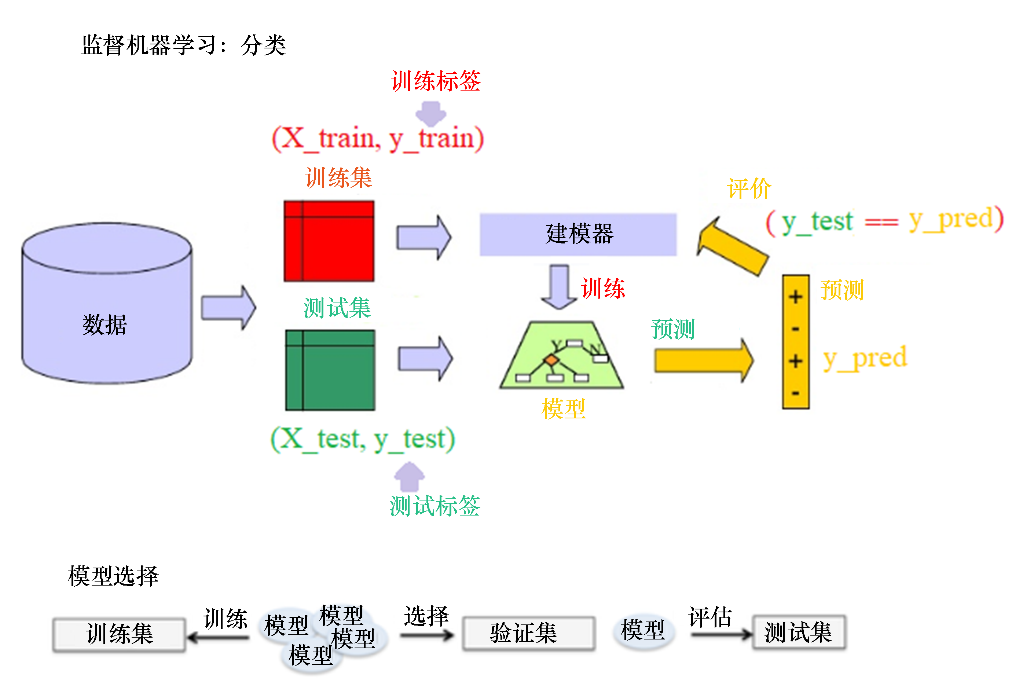 监督机器学习：分类
训练标签
(X_train, y_train)
训练集
评价
( y_test == y_pred)
建模器
数据
训练
测试集
预测
+
-
+
-
预测
y_pred
Y
N
模型
(X_test, y_test)
测试标签
模型选择
训练集
训练
模型
模型
模型
模型
选择
验证集
模型
评估
测试集